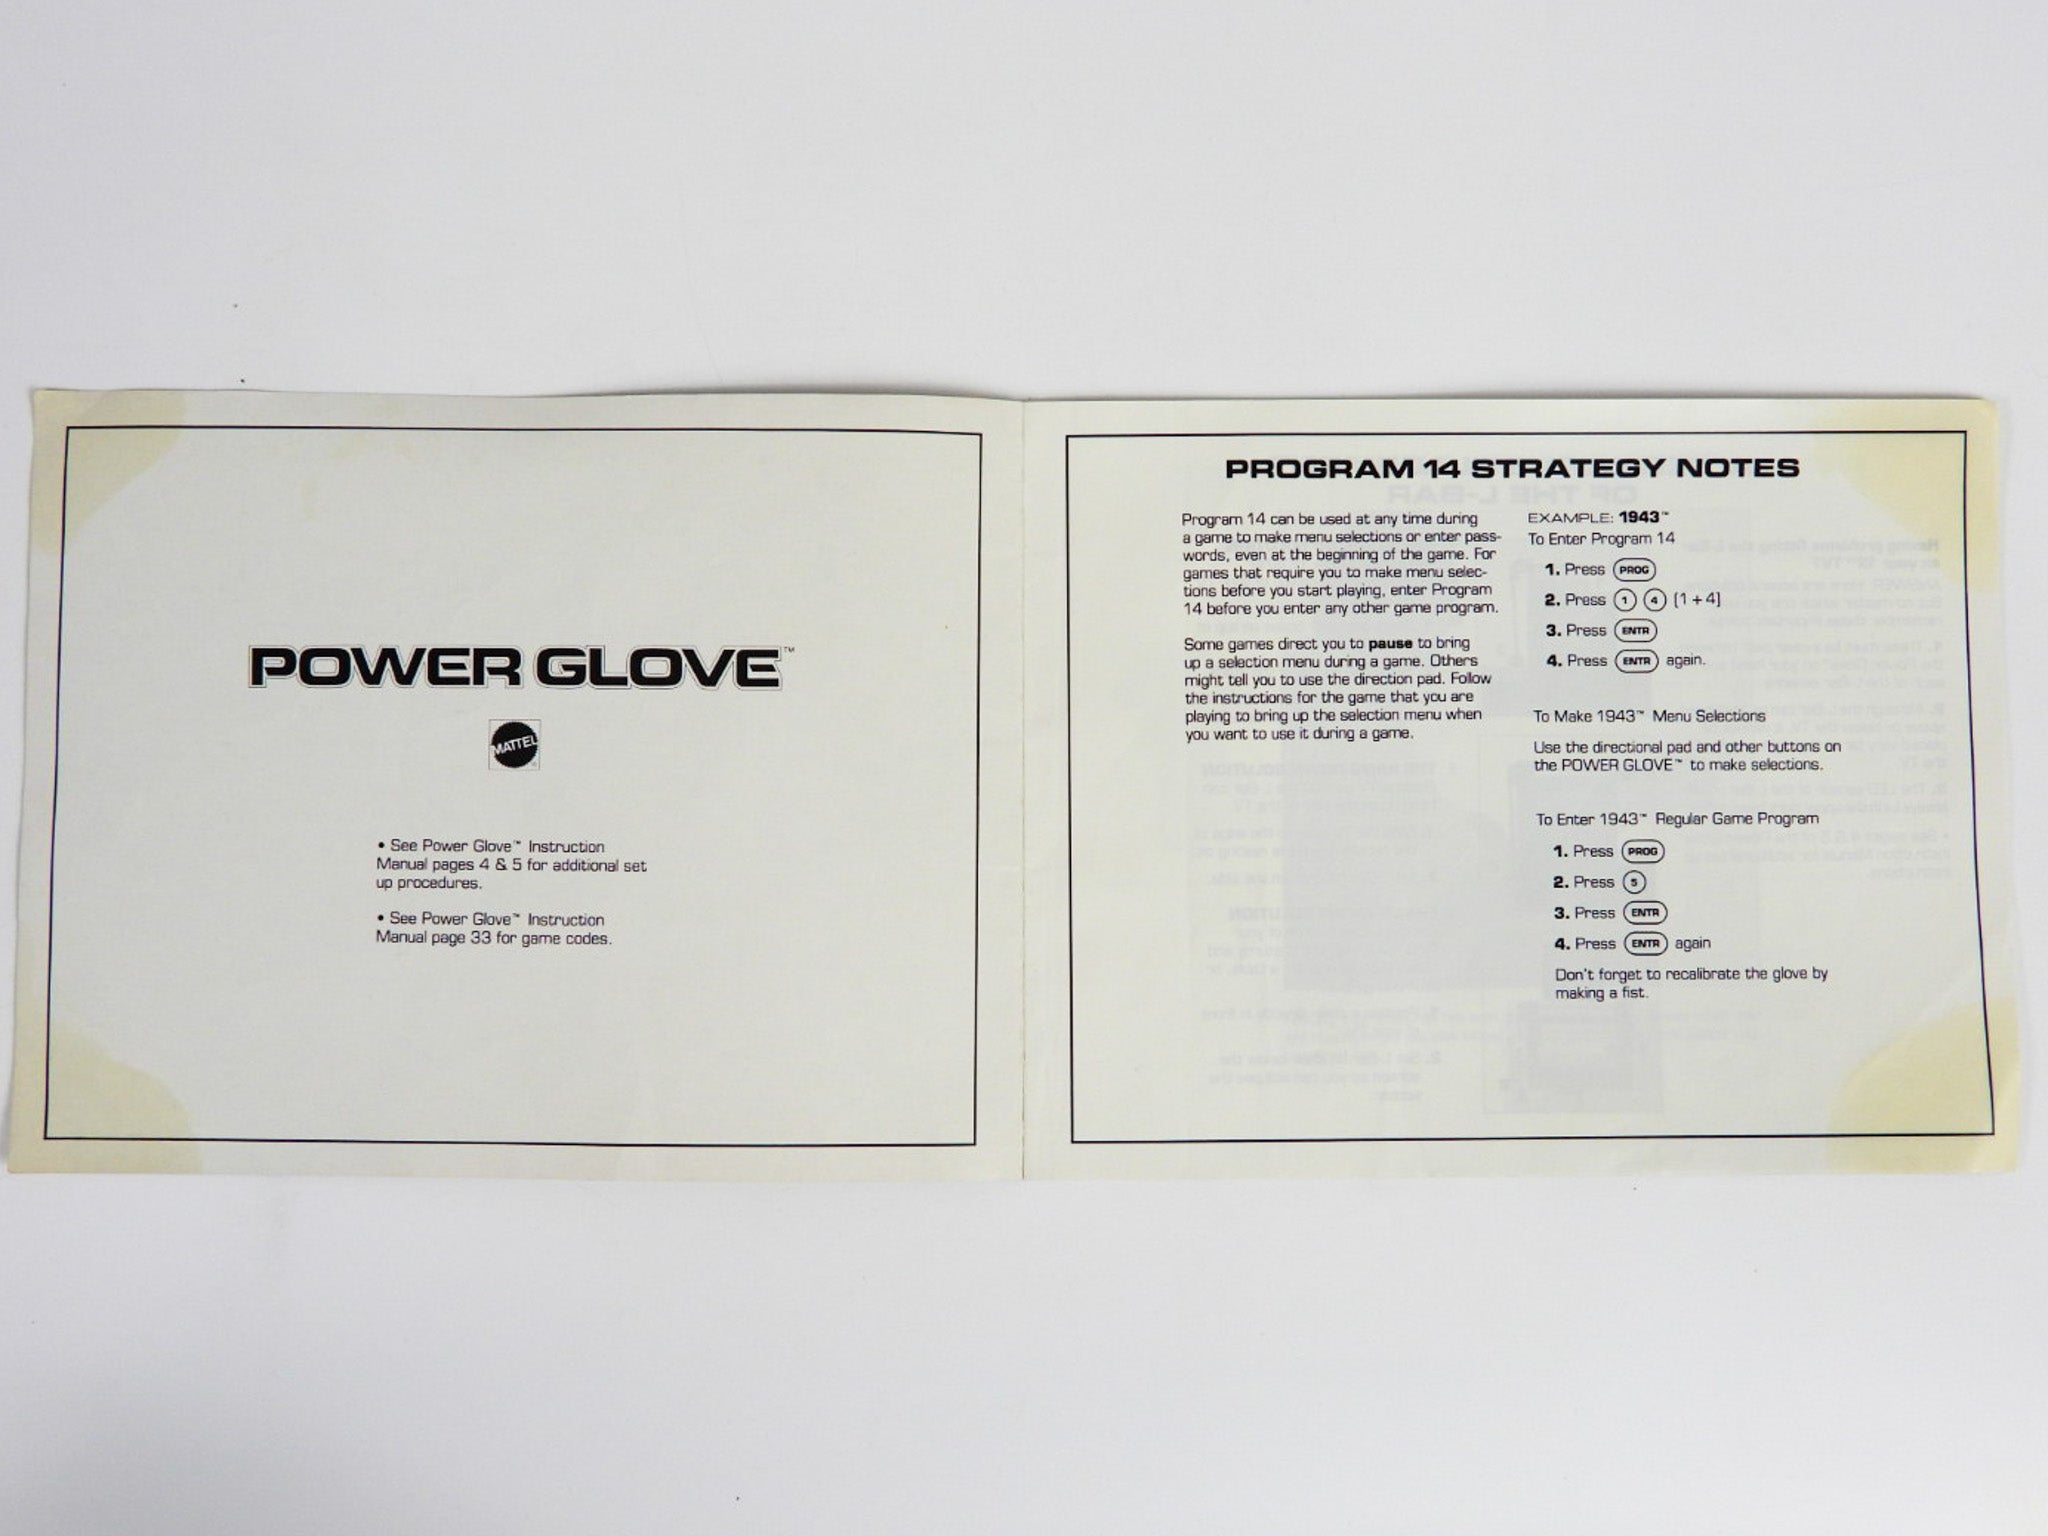 POWER GLOVE™
MATTEL®
• See Power Glove™ Instruction
Manual pages 4 & 5 for additional set
up procedures.
• See Power Glove™ Instruction
Manual page 33 for game codes.
PROGRAM 14 STRATEGY NOTES
Program 14 can be used at any time during
a game to make menu selections or enter pass-
words, even at the beginning of the game. For
games that require you to make menu selec-
tions before you start playing, enter Program
14 before you enter any other game program.
Some games direct you to pause to bring
up a selection menu during a game. Others
might tell you to use the direction pad. Follow
the instructions for the game that you are
playing to bring up the selection menu when
you want to use it during a game.
EXAMPLE: 1943™
To Enter Program 14
1. Press PROG
2. Press 1 4 (1 + 4)
3. Press ENTR
4. Press ENTR again.
To Make 1943™ Menu Selections
Use the directional pad and other buttons on
the POWER GLOVE™ to make selections.
To Enter 1943™ Regular Game Program
1. Press PROG
2. Press 5
3. Press ENTR
4. Press ENTR again
Don't forget to recalibrate the glove by
making a fist.